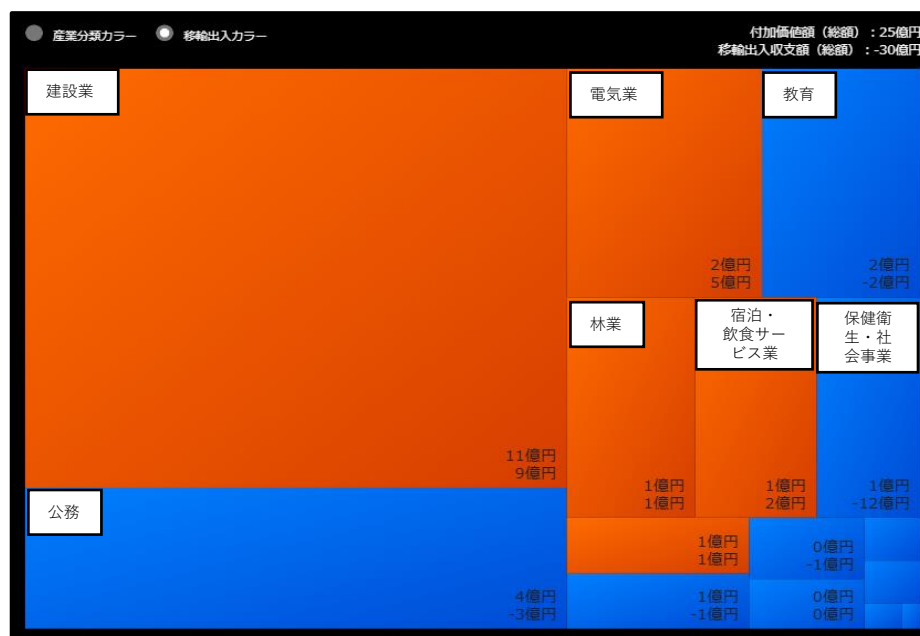 産業分類カラー 移輸出入カラー
付加価値額（総額）：25億円
移輸出入収支額（総額）：-30億円
建設業
11億円
9億円
公務
4億円
-3億円
電気業
2億円
5億円
教育
2億円
-2億円
林業
1億円
1億円
宿泊・
飲食サー
ビス業
1億円
2億円
保健衛
生・社
会事業
1億円
-12億円
1億円
1億円
0億円
-1億円
1億円
-1億円
0億円
0億円